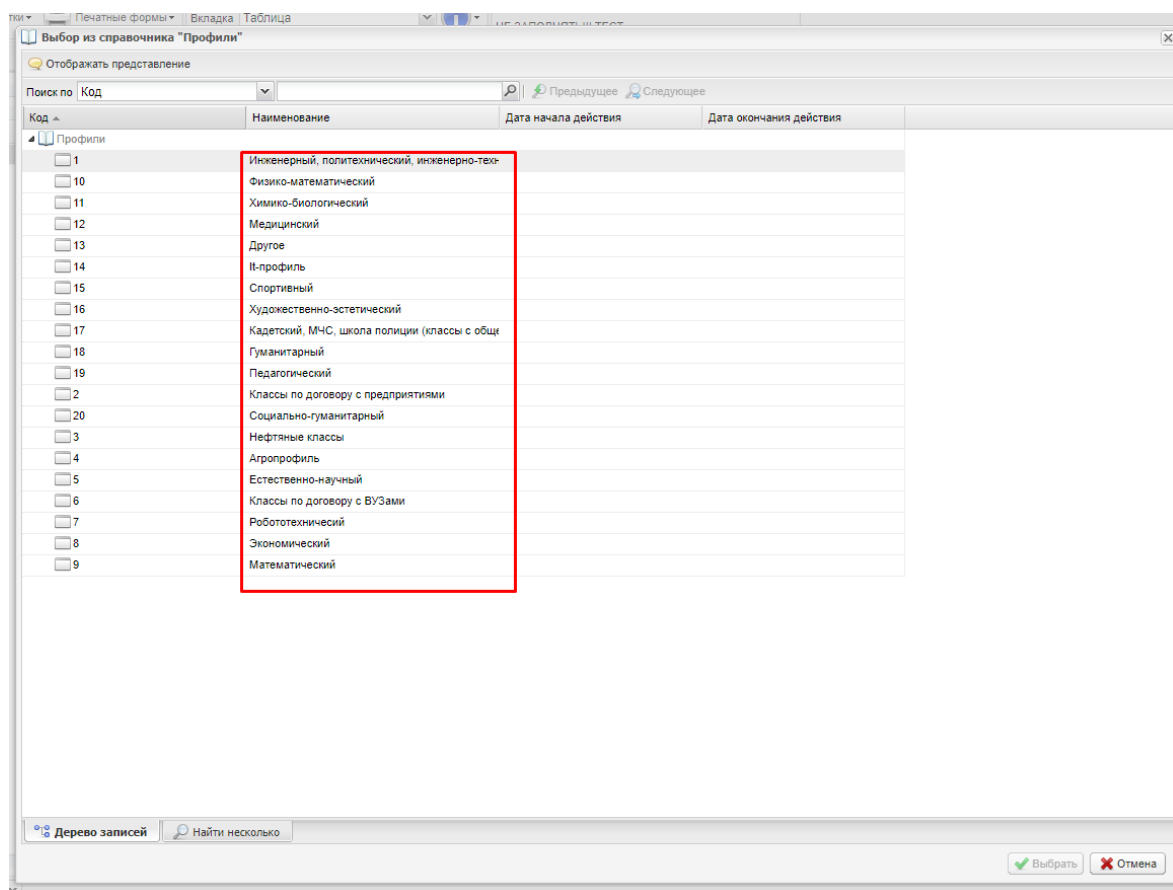 Печатные формы Вкладка Таблица
Выбор из справочника "Профили"
Отображать представление
Поиск по Код Предыдущее Следующее
Код Наименование Дата начала действия Дата окончания действия
Профили
1 Инженерный, политехнический, инженерно-техн
10 Физико-математический
11 Химико-биологический
12 Медицинский
13 Другое
14 It-профиль
15 Спортивный
16 Художественно-эстетический
17 Кадетский, МЧС, школа полиции (классы с обще
18 Гуманитарный
19 Педагогический
2 Классы по договору с предприятиями
20 Социально-гуманитарный
3 Нефтяные классы
4 Агропрофиль
5 Естественно-научный
6 Классы по договору с ВУЗами
7 Робототехничесий
8 Экономический
9 Математический
Дерево записей Найти несколько
Выбрать Отмена